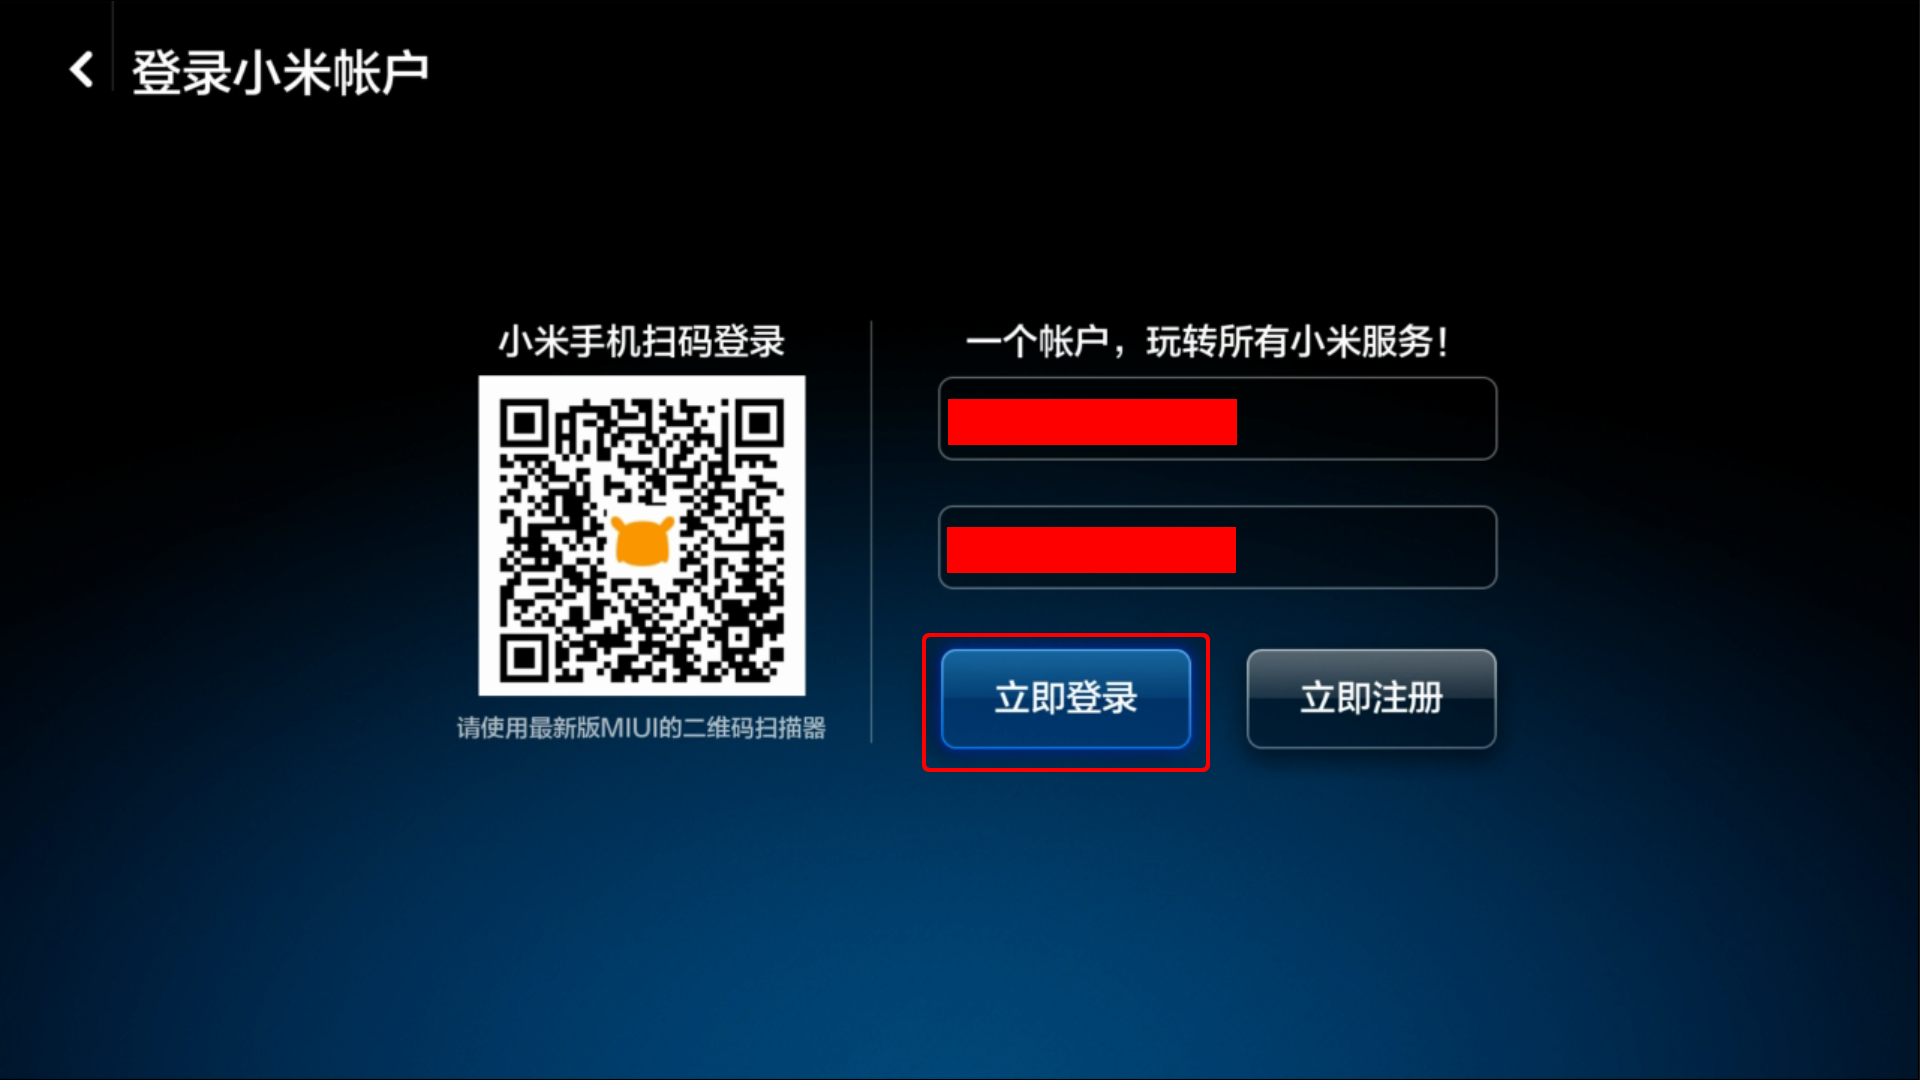 登录小米帐户
小米手机扫码登录
请使用最新版MIUI的二维码扫描器
一个帐户，玩转所有小米服务！
立即登录
立即注册